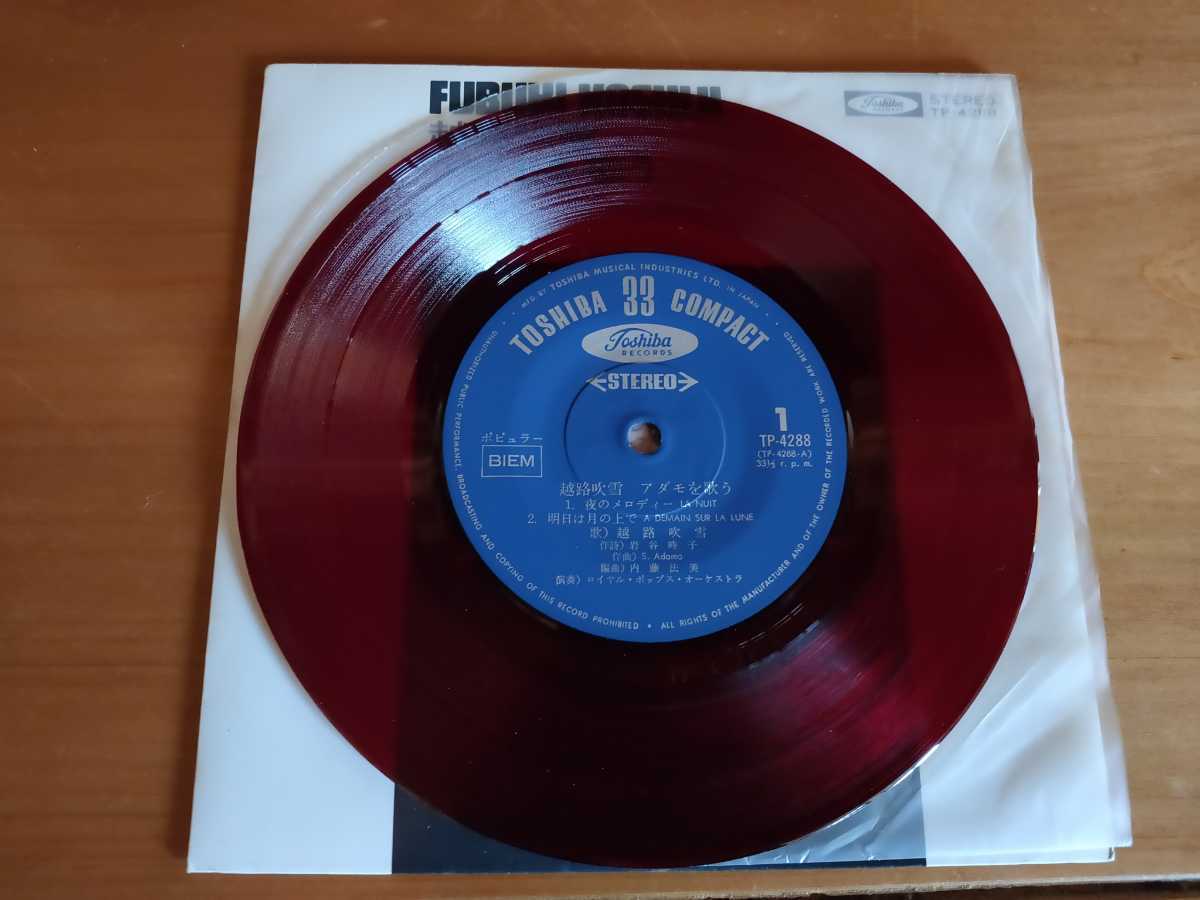 FUBUKI KOSHIJI
Toshiba
RECORDS
STEREO
TP-4288
MFG BY TOSHIBA MUSICAL INDUSTRIES LTD. IN JAPAN
TOSHIBA 33 COMPACT
Toshiba
RECORDS
STEREO
1
TP-4288
(TP-4288-A)
33⅓ r. p. m.
ポピュラー
BIEM
越路吹雪 アダモを歌う
1. 夜のメロディー LA NUIT
2. 明日は月の上で A DEMAIN SUR LA LUNE
歌) 越路吹雪
作詩) 岩谷時子
作曲) S. Adamo
編曲) 内藤法美
演奏) ロイヤル・ポップス・オーケストラ
UNAUTHORIZED PUBLIC PERFORMANCE, BROADCASTING AND COPYING OF THIS RECORD PROHIBITED • ALL RIGHTS OF THE MANUFACTURER AND OF THE OWNER OF THE RECORDED WORK ARE RESERVED